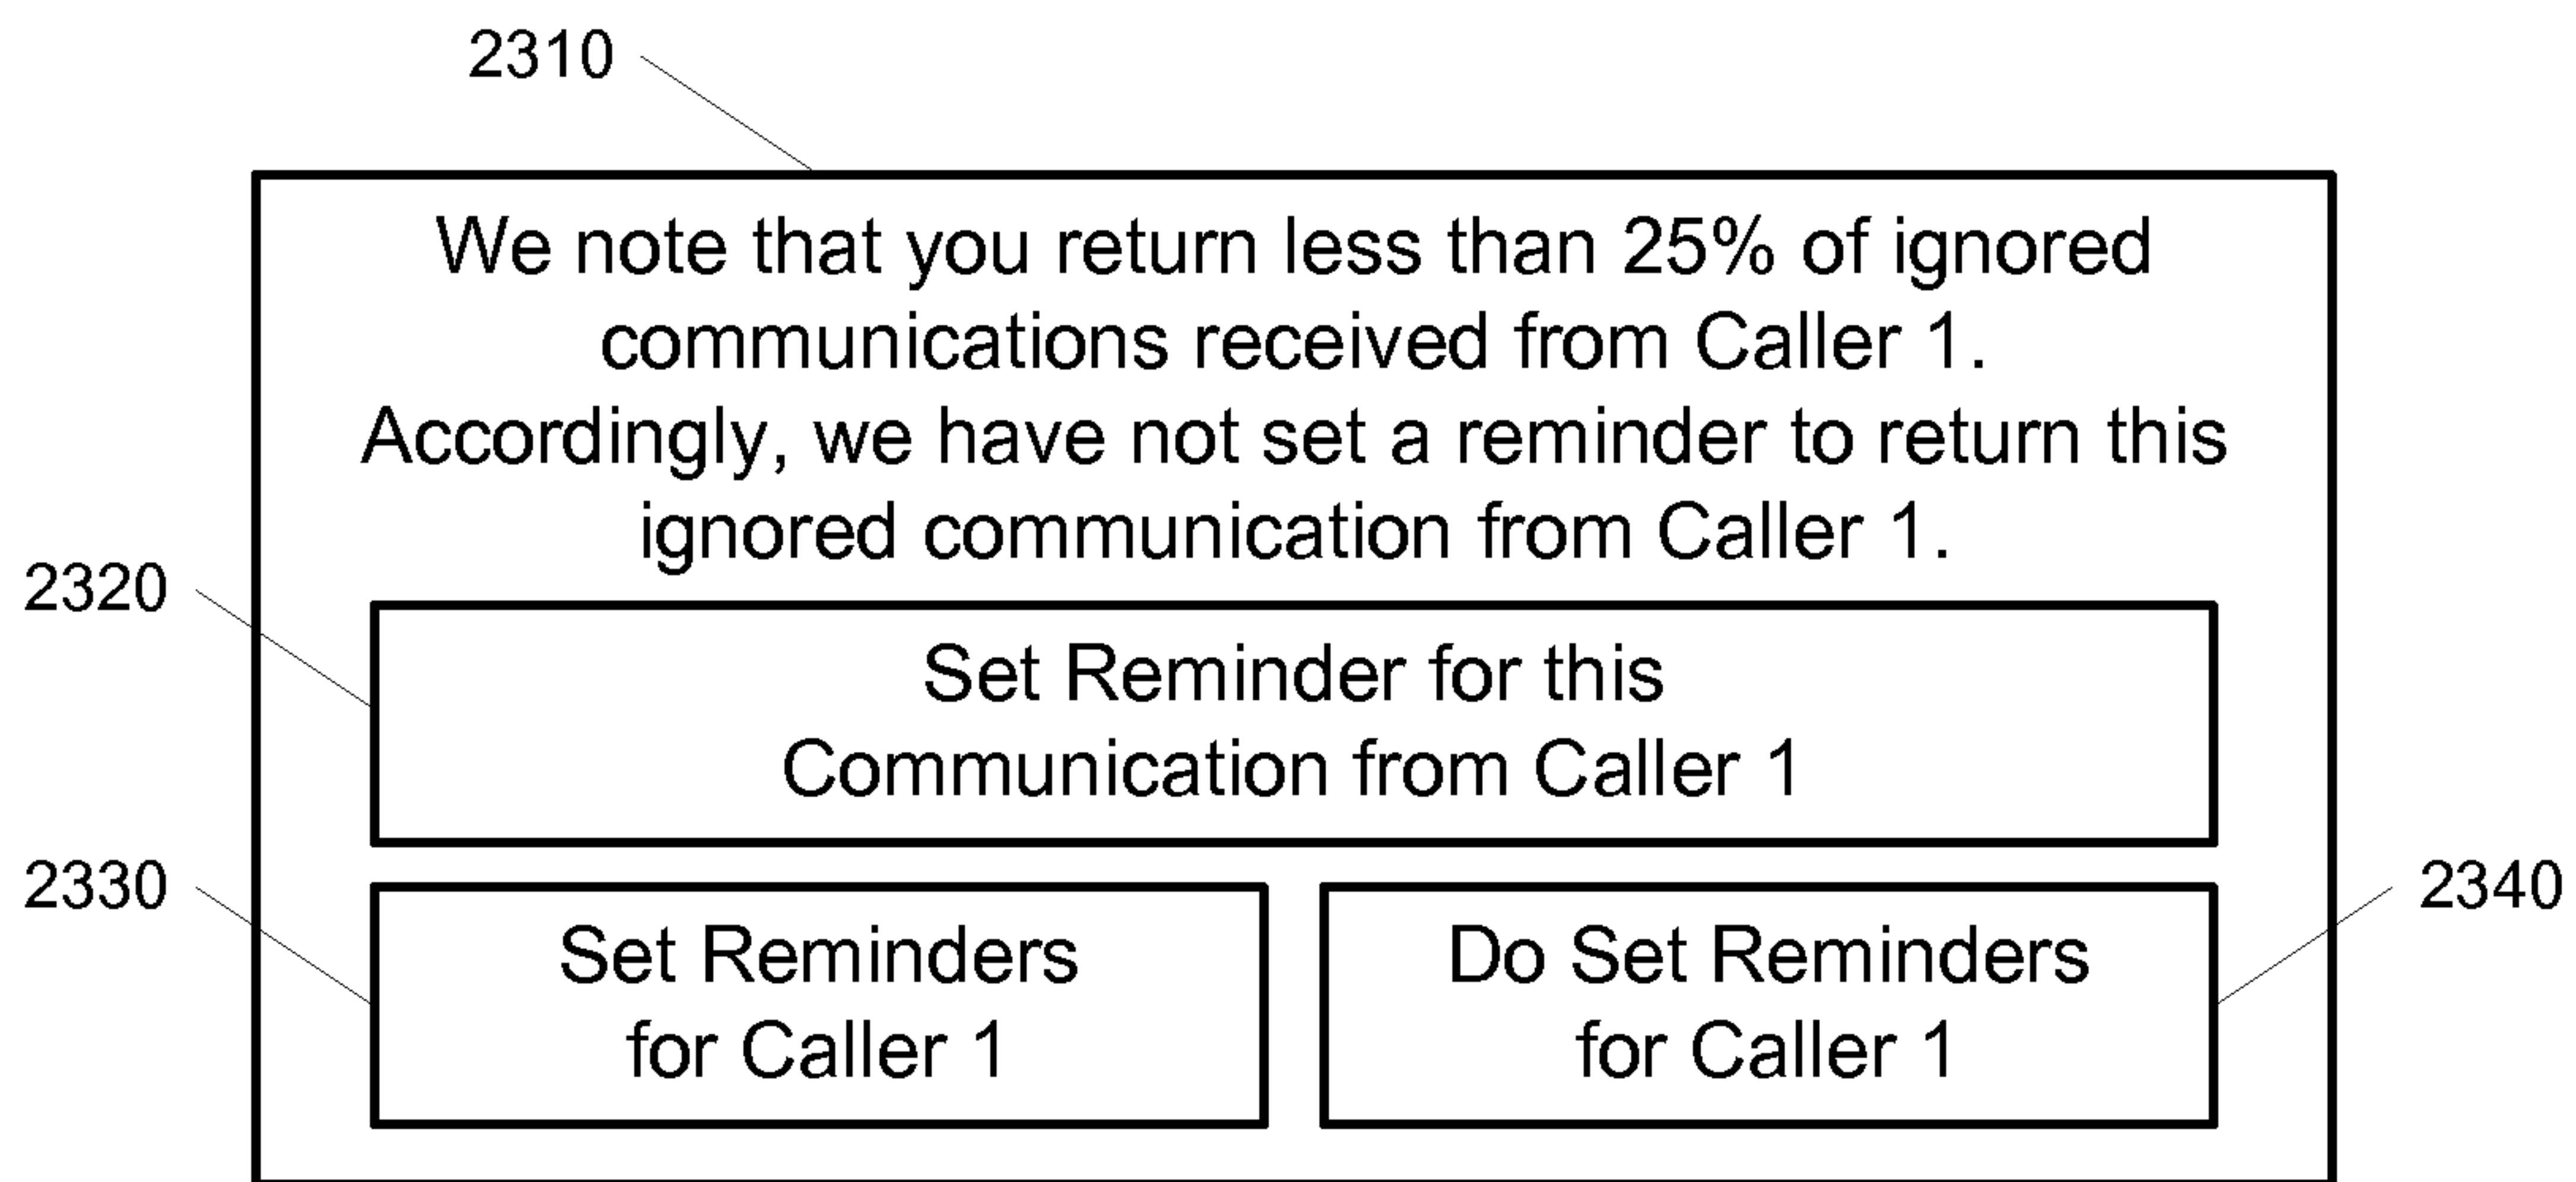 2310
We note that you return less than 25% of ignored
communications received from Caller 1.
Accordingly, we have not set a reminder to return this
ignored communication from Caller 1.
2320
Set Reminder for this
Communication from Caller 1
2330
Set Reminders
for Caller 1
Do Set Reminders
for Caller 1
2340